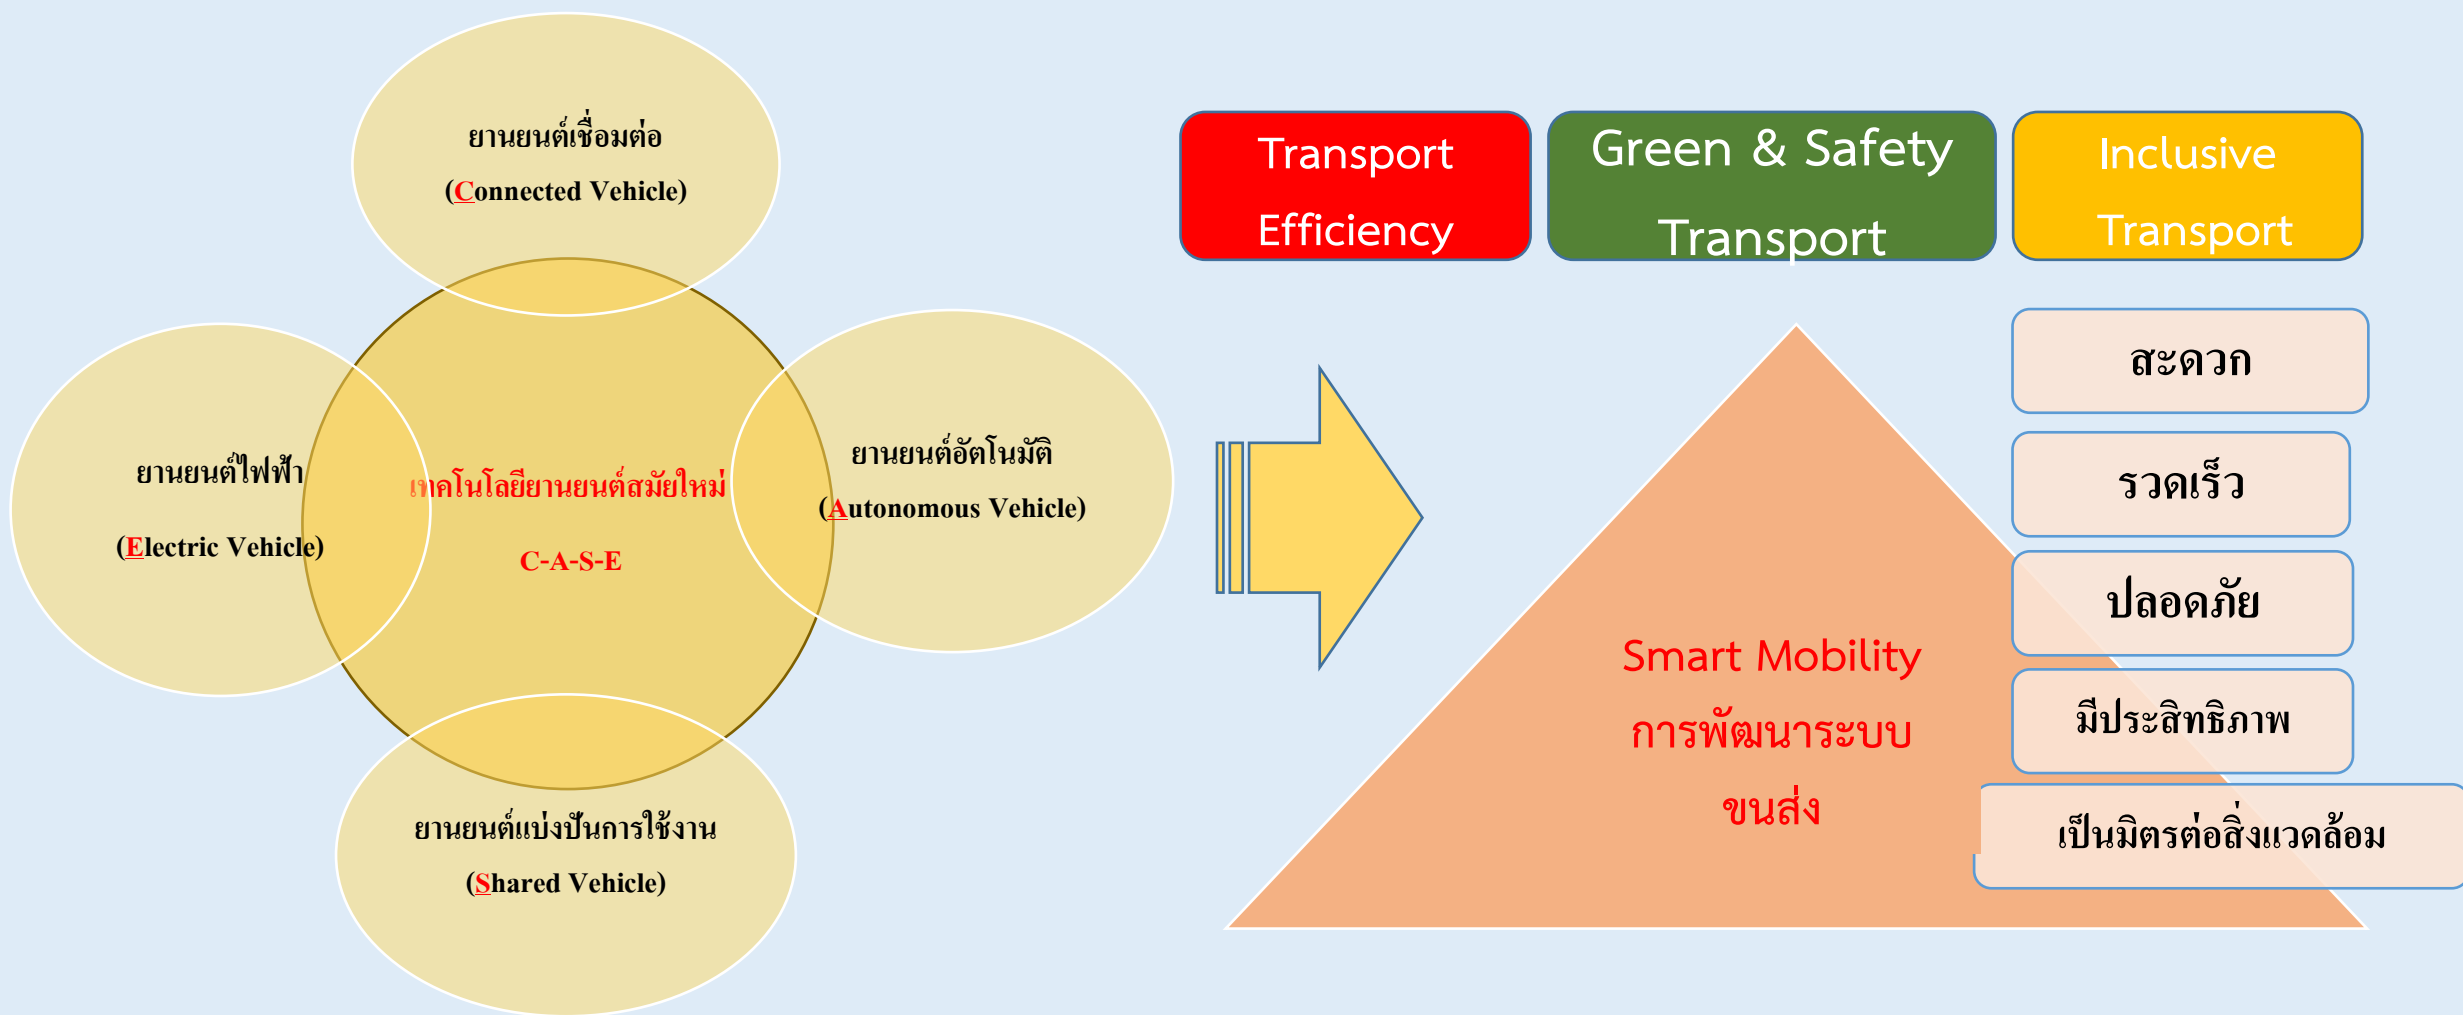 ยานยนต์เชื่อมต่อ
(Connected Vehicle)
ยานยนต์ไฟฟ้า
(Electric Vehicle)
เทคโนโลยียานยนต์สมัยใหม่
C-A-S-E
ยานยนต์อัตโนมัติ
(Autonomous Vehicle)
ยานยนต์แบ่งปันการใช้งาน
(Shared Vehicle)
Transport
Efficiency
Green & Safety
Transport
Inclusive
Transport
Smart Mobility
การพัฒนาระบบ
ขนส่ง
สะดวก
รวดเร็ว
ปลอดภัย
มีประสิทธิภาพ
เป็นมิตรต่อสิ่งแวดล้อม